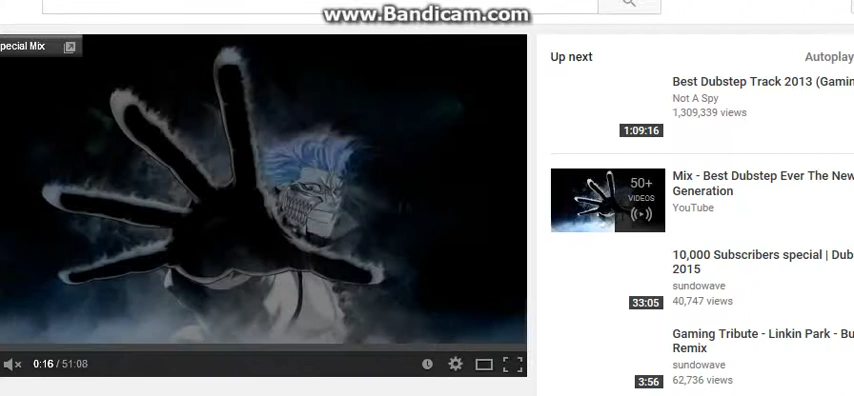 www.Bandicam.com
pecial Mix
0:16 / 51:08
Up next
Autoplay
Best Dubstep Track 2013 (Gamin
Not A Spy
1,309,339 views
1:09:16
50+
VIDEOS
Mix - Best Dubstep Ever The New
Generation
YouTube
10,000 Subscribers special | Dub
2015
sundowave
40,747 views
33:05
Gaming Tribute - Linkin Park - Bu
Remix
sundowave
62,736 views
3:56